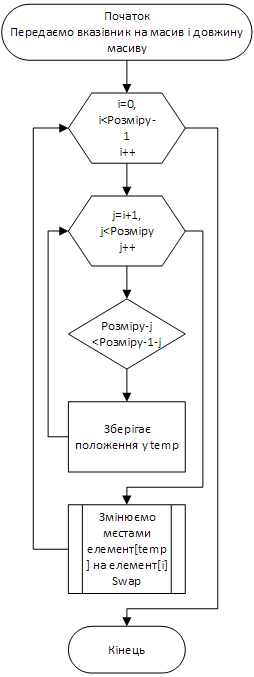 Початок
Передаємо вказівник на масив і довжину
масиву
i=0,
i<Розміру-
1
i++
j=i+1,
j<Розміру
j++
Розміру-j
<Розміру-1-j
Зберігає
положення у temp
Змінюємо
мєстами
елемент[temp
] на елемент[i]
Swap
Кінець